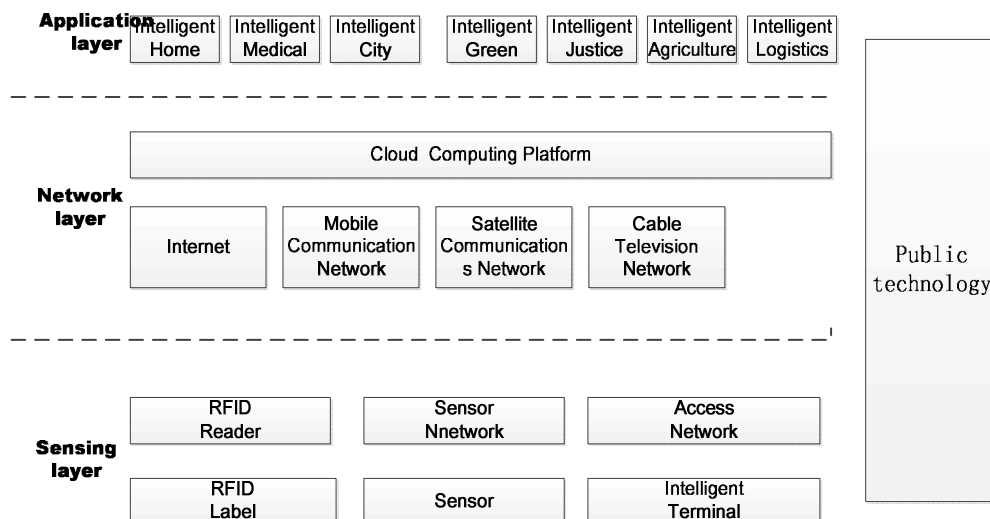 Application
layer
Intelligent
Home
Intelligent
Medical
Intelligent
City
Intelligent
Green
Intelligent
Justice
Intelligent
Agriculture
Intelligent
Logistics
Cloud Computing Platform
Network
layer
Internet
Mobile
Communication
Network
Satellite
Communication
s Network
Cable
Television
Network
Public
technology
RFID
Reader
Sensor
Nnetwork
Access
Network
Sensing
layer
RFID
Label
Sensor
Intelligent
Terminal